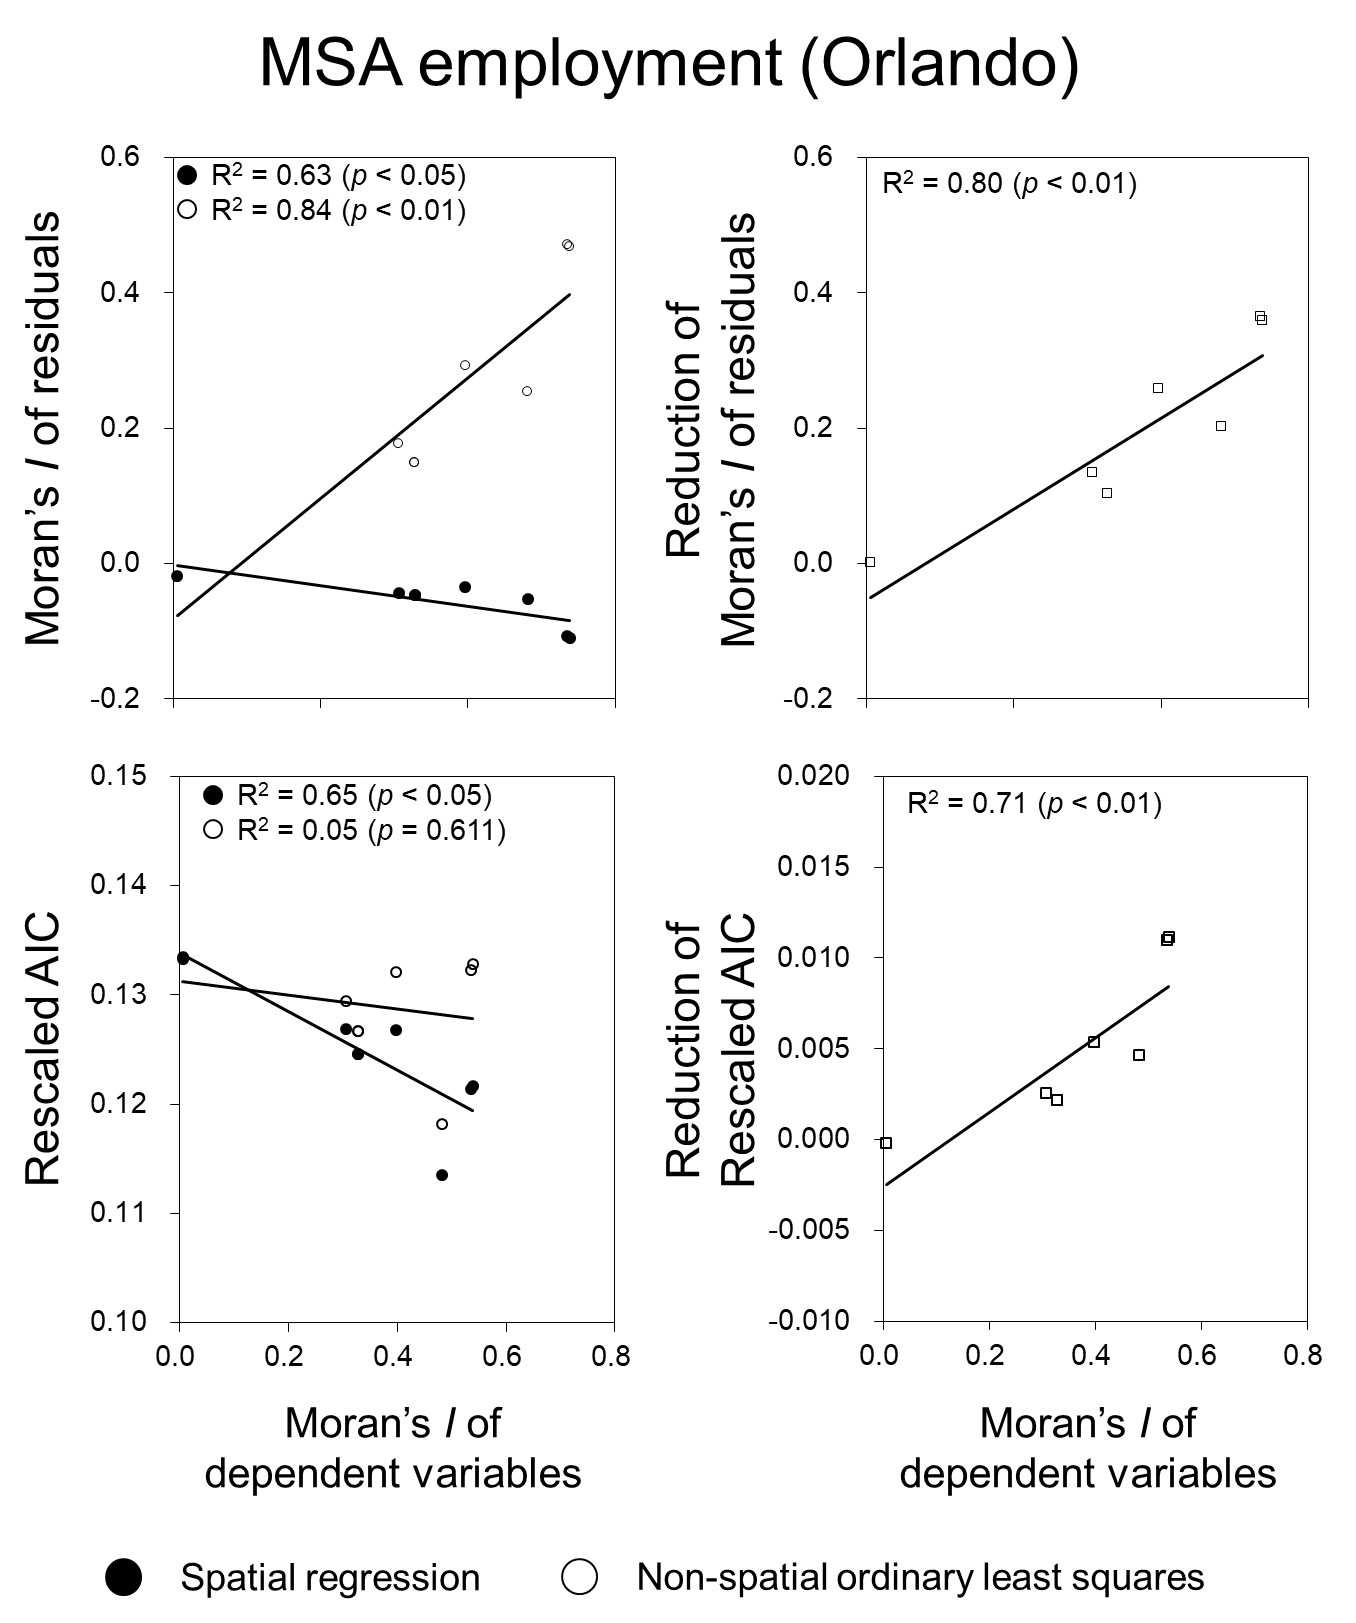 MSA employment (Orlando)
Moran's I of residuals
0.6
0.4
0.2
0.0
-0.2
R² = 0.63 (p < 0.05)
R² = 0.84 (p < 0.01)
Reduction of
Moran's I of residuals
0.6
0.4
0.2
0.0
-0.2
R² = 0.80 (p < 0.01)
Rescaled AIC
0.15
0.14
0.13
0.12
0.11
0.10
R² = 0.65 (p < 0.05)
R² = 0.05 (p = 0.611)
0.0 0.2 0.4 0.6 0.8
Moran's I of
dependent variables
Reduction of
Rescaled AIC
0.020
0.015
0.010
0.005
0.000
-0.005
-0.010
R² = 0.71 (p < 0.01)
0.0 0.2 0.4 0.6 0.8
Moran's I of
dependent variables
Spatial regression
Non-spatial ordinary least squares